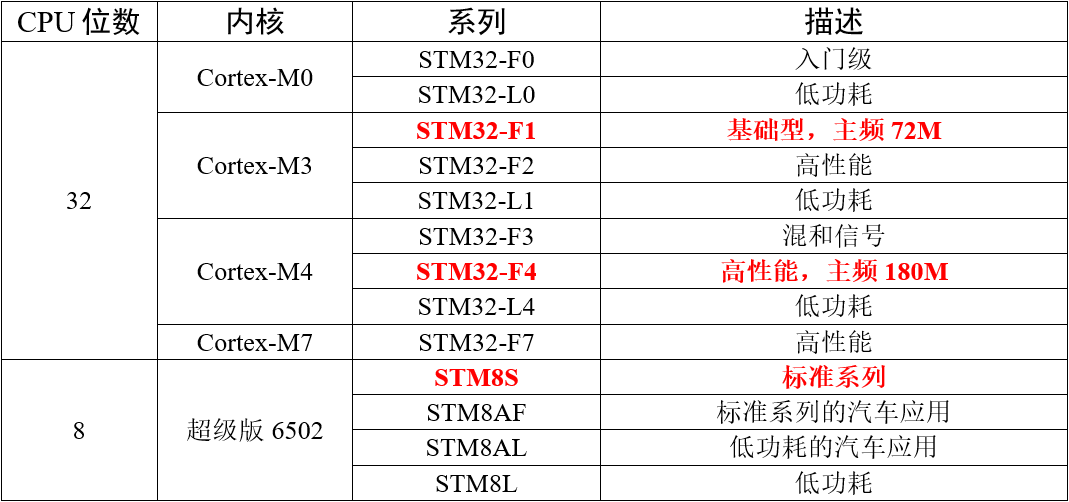 CPU 位数 内核 系列 描述
32 Cortex-M0 STM32-F0 入门级
STM32-L0 低功耗
Cortex-M3 STM32-F1 基础型，主频 72M
STM32-F2 高性能
STM32-L1 低功耗
Cortex-M4 STM32-F3 混和信号
STM32-F4 高性能，主频 180M
STM32-L4 低功耗
Cortex-M7 STM32-F7 高性能
8 超级版 6502 STM8S 标准系列
STM8AF 标准系列的汽车应用
STM8AL 低功耗的汽车应用
STM8L 低功耗